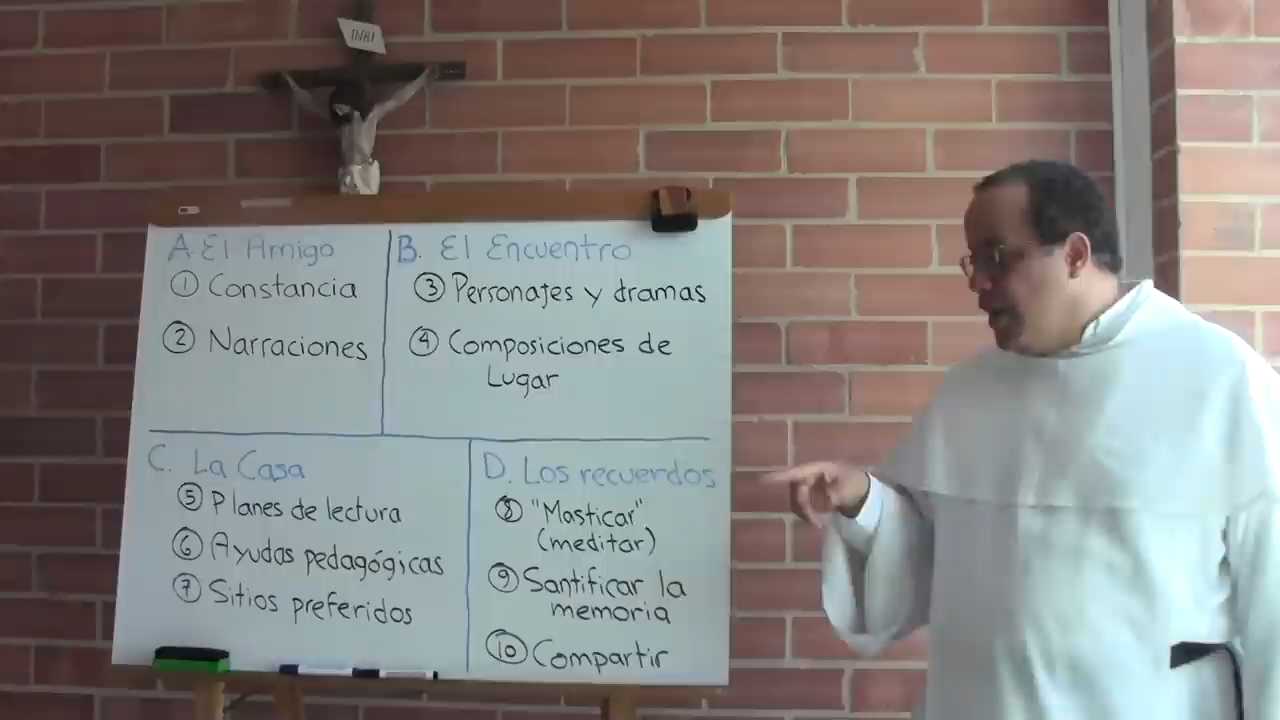 INRI
A. El Amigo
① Constancia
② Narraciones
B. El Encuentro
③ Personajes y dramas
④ Composiciones de
Lugar
C. La Casa
⑤ Planes de lectura
⑥ Ayudas pedagógicas
⑦ Sitios preferidos
D. Los recuerdos
⑧ "Masticar"
(meditar)
⑨ Santificar la
memoria
⑩ Compartir